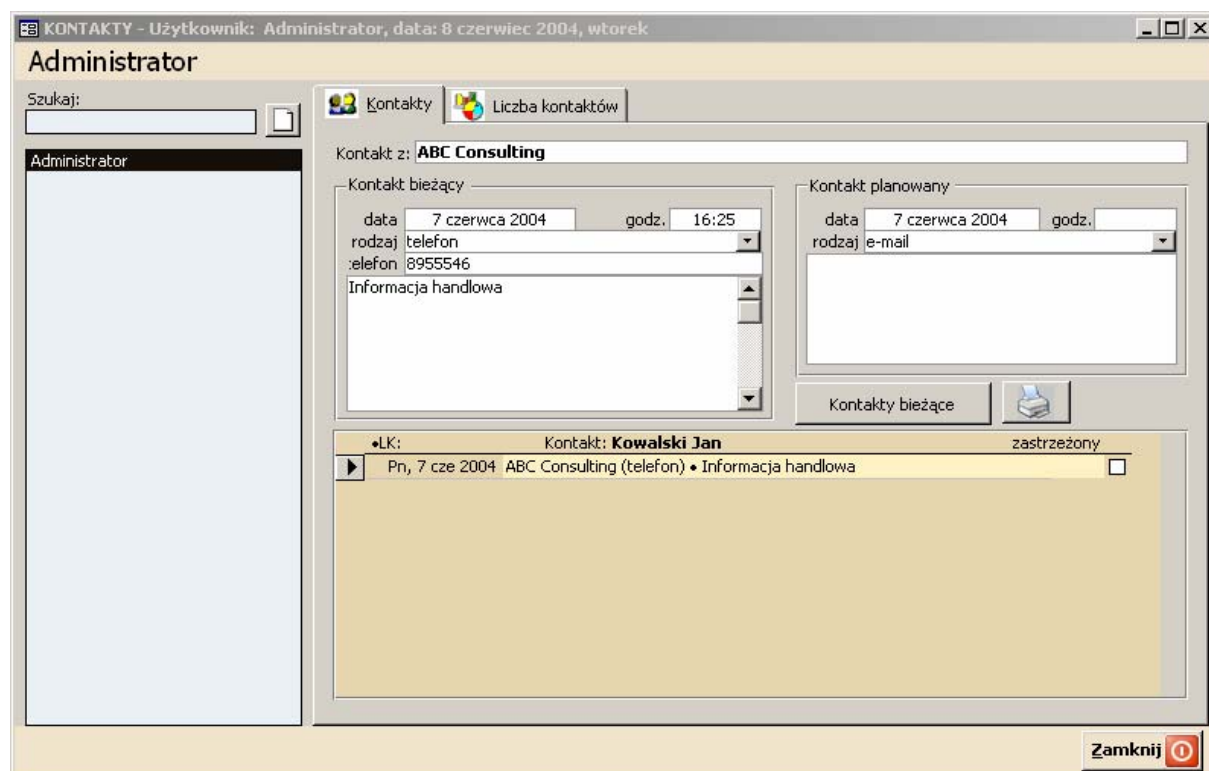 KONTAKTY - Użytkownik: Administrator, data: 8 czerwiec 2004, wtorek
Administrator
Szukaj:
Administrator
Kontakty
Liczba kontaktów
Kontakt z: ABC Consulting
Kontakt bieżący
data 7 czerwca 2004 godz. 16:25
rodzaj telefon
:elefon 8955546
Informacja handlowa
Kontakt planowany
data 7 czerwca 2004 godz.
rodzaj e-mail
Kontakty bieżące
•LK: Kontakt: Kowalski Jan zastrzeżony
Pn, 7 cze 2004 ABC Consulting (telefon) • Informacja handlowa
Zamknij